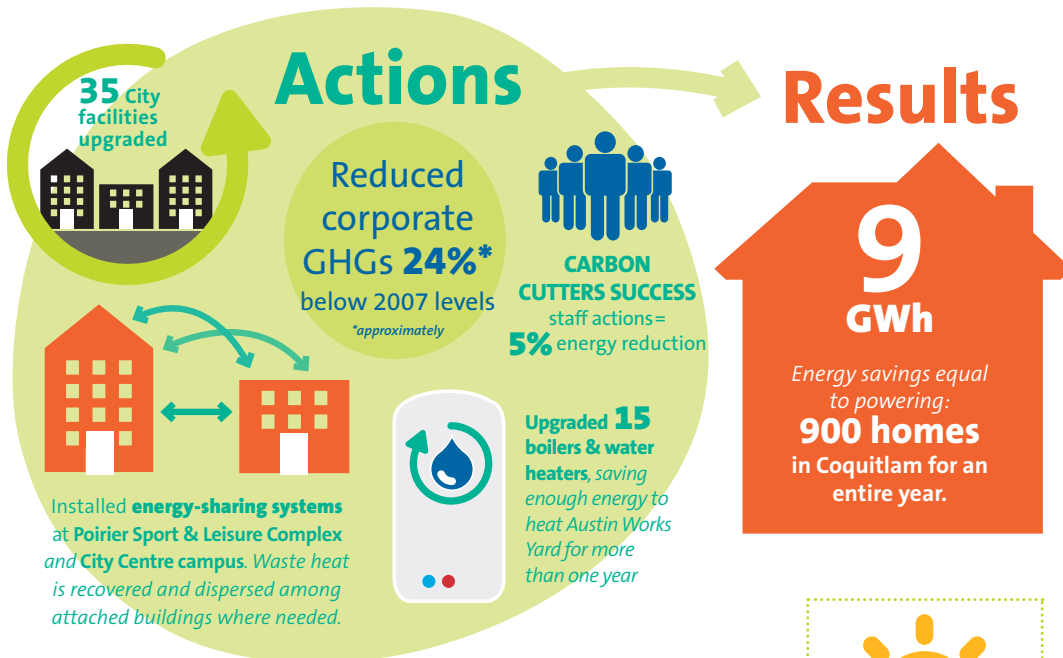 Actions
35 City
facilities
upgraded
Reduced
corporate
GHGs 24%*
below 2007 levels
*approximately
CARBON
CUTTERS SUCCESS
staff actions=
5% energy reduction
Installed energy-sharing systems
at Poirier Sport & Leisure Complex
and City Centre campus. Waste heat
is recovered and dispersed among
attached buildings where needed.
Upgraded 15
boilers & water
heaters, saving
enough energy to
heat Austin Works
Yard for more
than one year
Results
9
GWh
Energy savings equal
to powering:
900 homes
in Coquitlam for an
entire year.